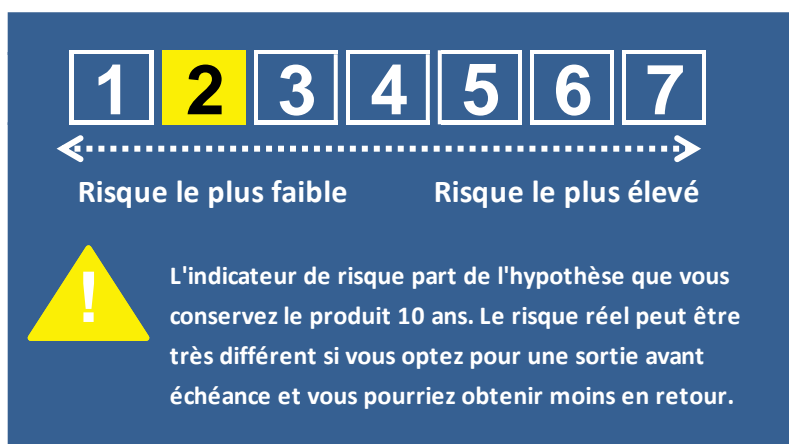 1 2 3 4 5 6 7
Risque le plus faible Risque le plus élevé
!
L'indicateur de risque part de l'hypothèse que vous
conservez le produit 10 ans. Le risque réel peut être
très différent si vous optez pour une sortie avant
échéance et vous pourriez obtenir moins en retour.